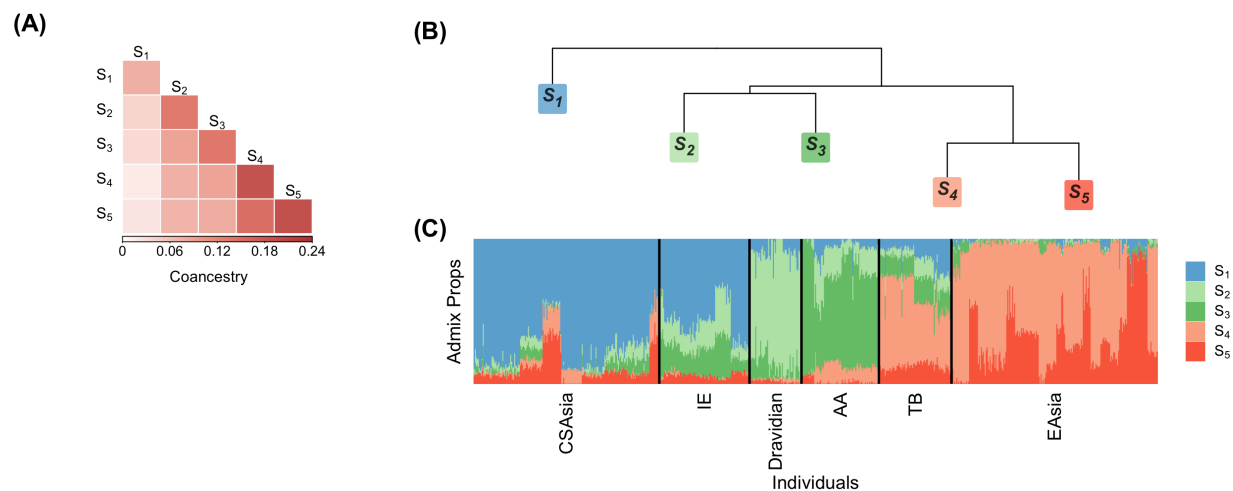 (A)
S1
S1
S2
S2
S3
S3
S4
S4
S5
S5
0 0.06 0.12 0.18 0.24
Coancestry
(B)
S1
S2
S3
S4
S5
(C)
Admix Props
CSAsia
IE
Dravidian
AA
TB
EAsia
Individuals
S1
S2
S3
S4
S5